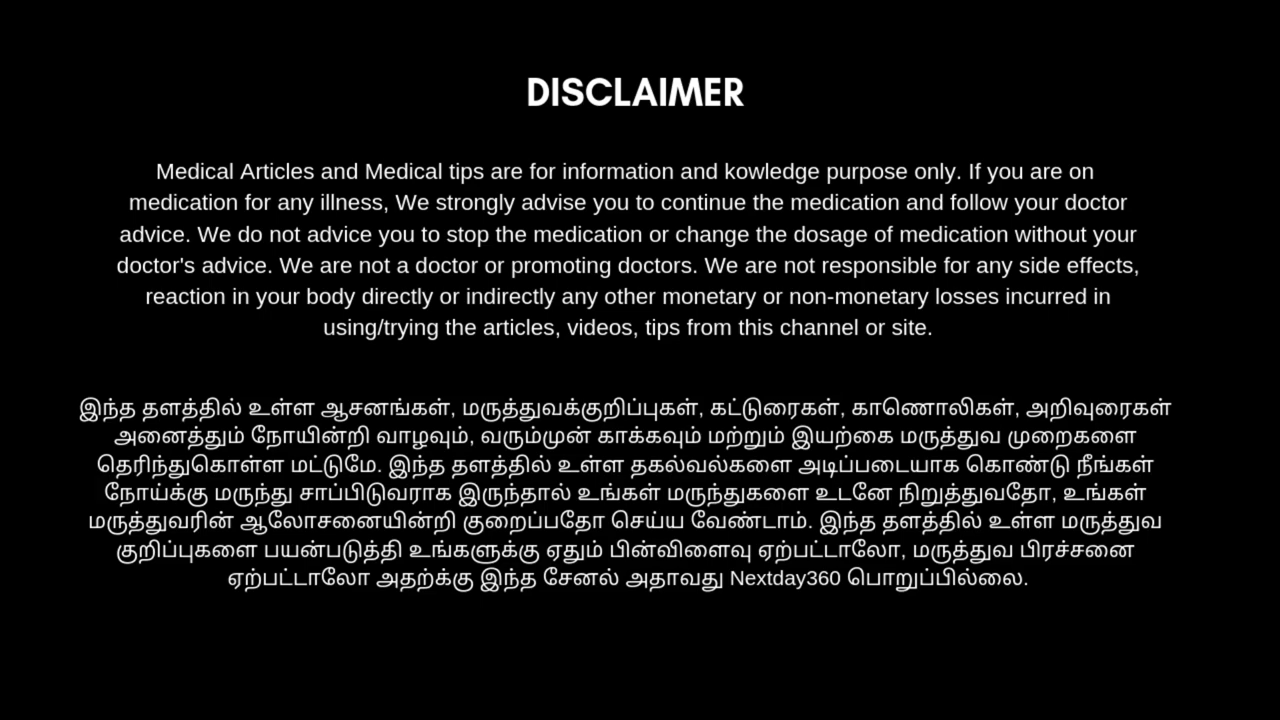 DISCLAIMER
Medical Articles and Medical tips are for information and kowledge purpose only. If you are on
medication for any illness, We strongly advise you to continue the medication and follow your doctor
advice. We do not advice you to stop the medication or change the dosage of medication without your
doctor's advice. We are not a doctor or promoting doctors. We are not responsible for any side effects,
reaction in your body directly or indirectly any other monetary or non-monetary losses incurred in
using/trying the articles, videos, tips from this channel or site.
இந்த தளத்தில் உள்ள ஆசனங்கள், மருத்துவக்குறிப்புகள், கட்டுரைகள், காணொலிகள், அறிவுரைகள்
அனைத்தும் நோயின்றி வாழவும், வரும்முன் காக்கவும் மற்றும் இயற்கை மருத்துவ முறைகளை
தெரிந்துகொள்ள மட்டுமே. இந்த தளத்தில் உள்ள தகல்வல்களை அடிப்படையாக கொண்டு நீங்கள்
நோய்க்கு மருந்து சாப்பிடுவராக இருந்தால் உங்கள் மருந்துகளை உடனே நிறுத்துவதோ, உங்கள்
மருத்துவரின் ஆலோசனையின்றி குறைப்பதோ செய்ய வேண்டாம். இந்த தளத்தில் உள்ள மருத்துவ
குறிப்புகளை பயன்படுத்தி உங்களுக்கு ஏதும் பின்விளைவு ஏற்பட்டாலோ, மருத்துவ பிரச்சனை
ஏற்பட்டாலோ அதற்க்கு இந்த சேனல் அதாவது Nextday360 பொறுப்பில்லை.